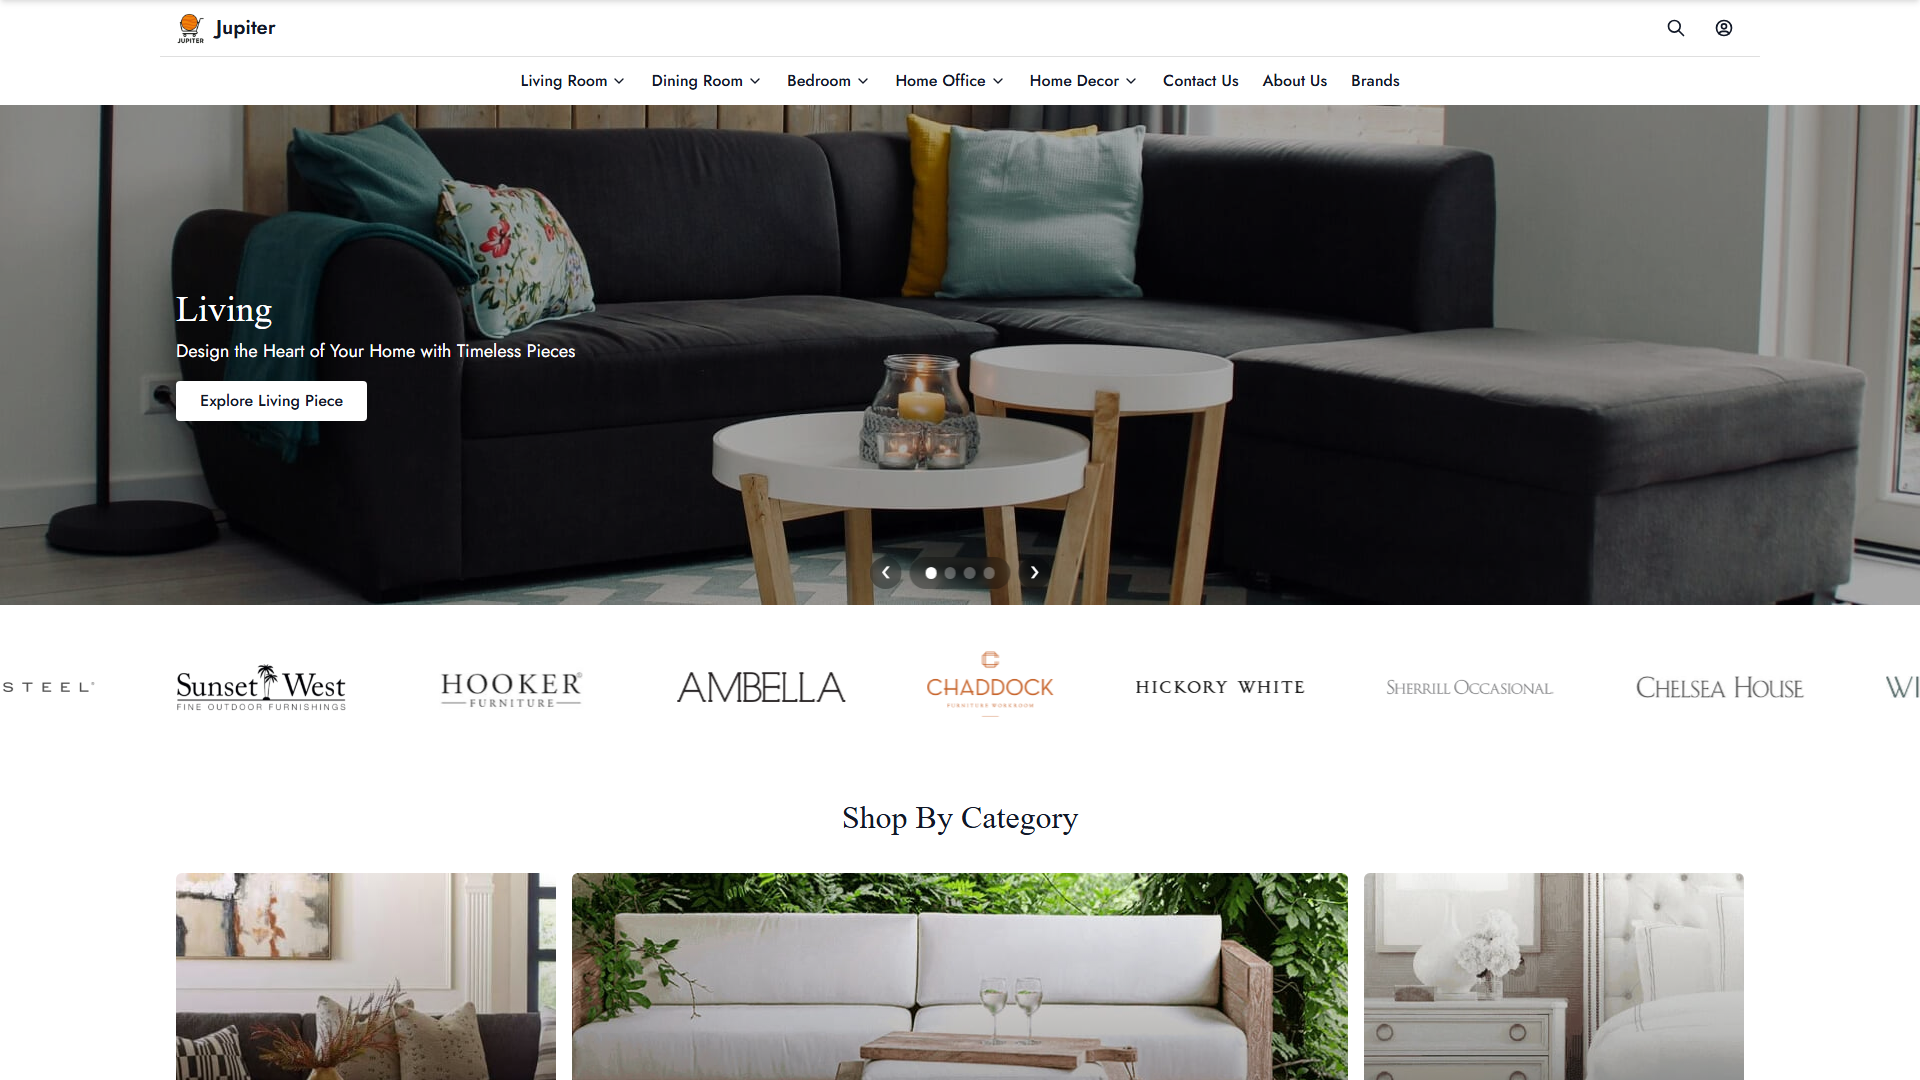 JUPITER
Jupiter
Living Room
Dining Room
Bedroom
Home Office
Home Decor
Contact Us
About Us
Brands
Living
Design the Heart of Your Home with Timeless Pieces
Explore Living Piece
STEEL®
Sunset West
FINE OUTDOOR FURNISHINGS
HOOKER®
FURNITURE
AMBELLA
CHADDOCK
FURNITURE WORKROOM
HICKORY WHITE
SHERRILL OCCASIONAL
CHELSEA HOUSE
WI
Shop By Category